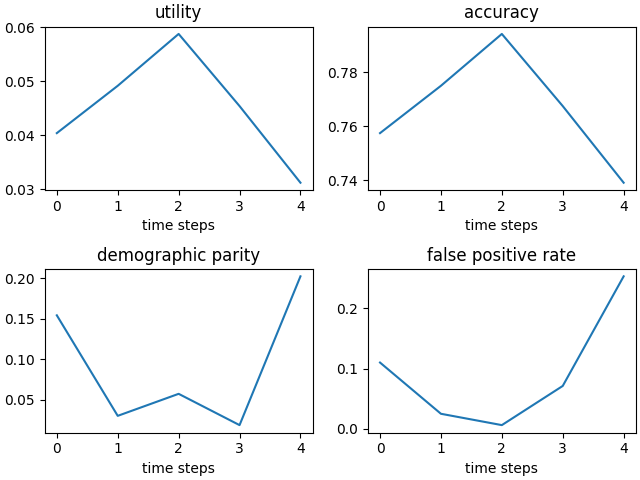 utility
0.06
0.05
0.04
0.03
0 1 2 3 4
time steps
accuracy
0.78
0.76
0.74
0 1 2 3 4
time steps
demographic parity
0.20
0.15
0.10
0.05
0 1 2 3 4
time steps
false positive rate
0.2
0.1
0.0
0 1 2 3 4
time steps